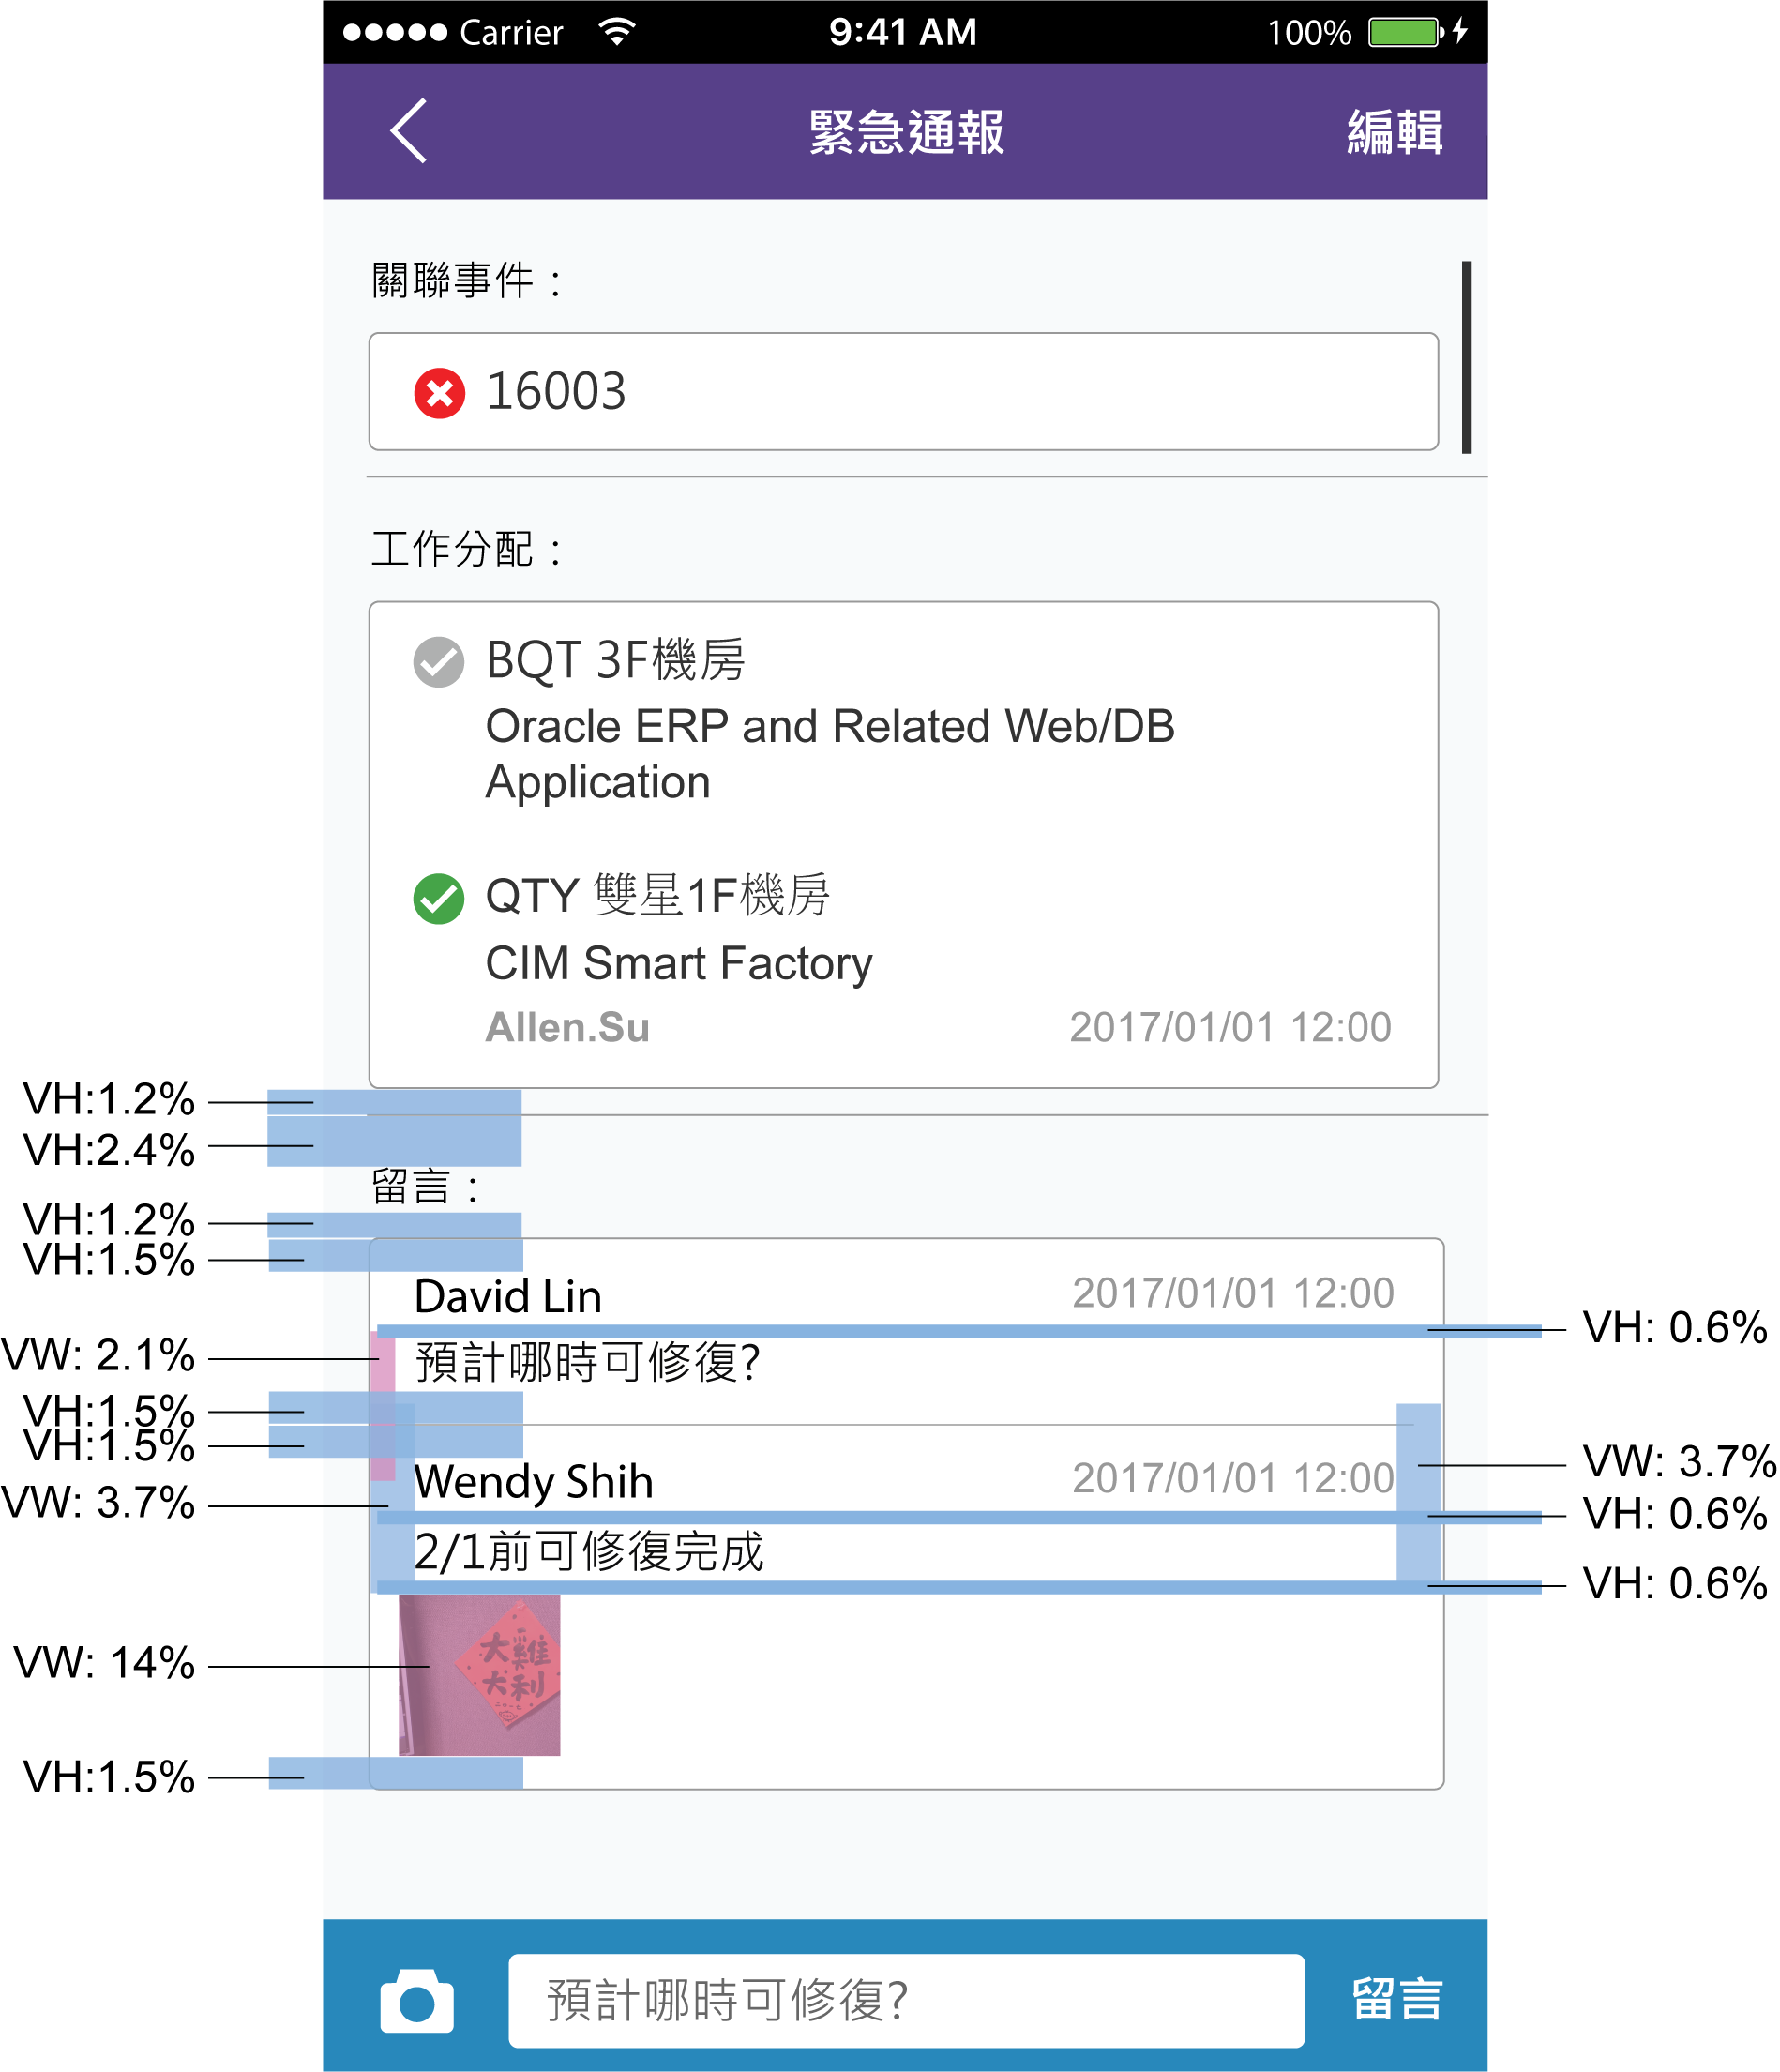 Carrier 9:41 AM 100%
緊急通報 編輯
關聯事件：
16003
工作分配：
BQT 3F機房
Oracle ERP and Related Web/DB
Application
QTY 雙星1F機房
CIM Smart Factory
Allen.Su 2017/01/01 12:00
VH:1.2%
VH:2.4%
留言：
VH:1.2%
VH:1.5%
David Lin 2017/01/01 12:00
VH: 0.6%
VW: 2.1%
預計哪時可修復?
VH:1.5%
VH:1.5%
VW: 3.7%
Wendy Shih 2017/01/01 12:00
VW: 3.7%
VH: 0.6%
2/1前可修復完成
VH: 0.6%
大雞
大利
VW: 14%
VH:1.5%
預計哪時可修復? 留言